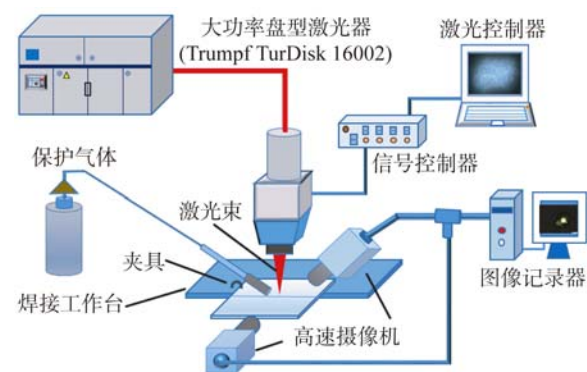 大功率盘型激光器
(Trumpf TurDisk 16002)
激光控制器
保护气体
信号控制器
激光束
夹具
焊接工作台
图像记录器
高速摄像机